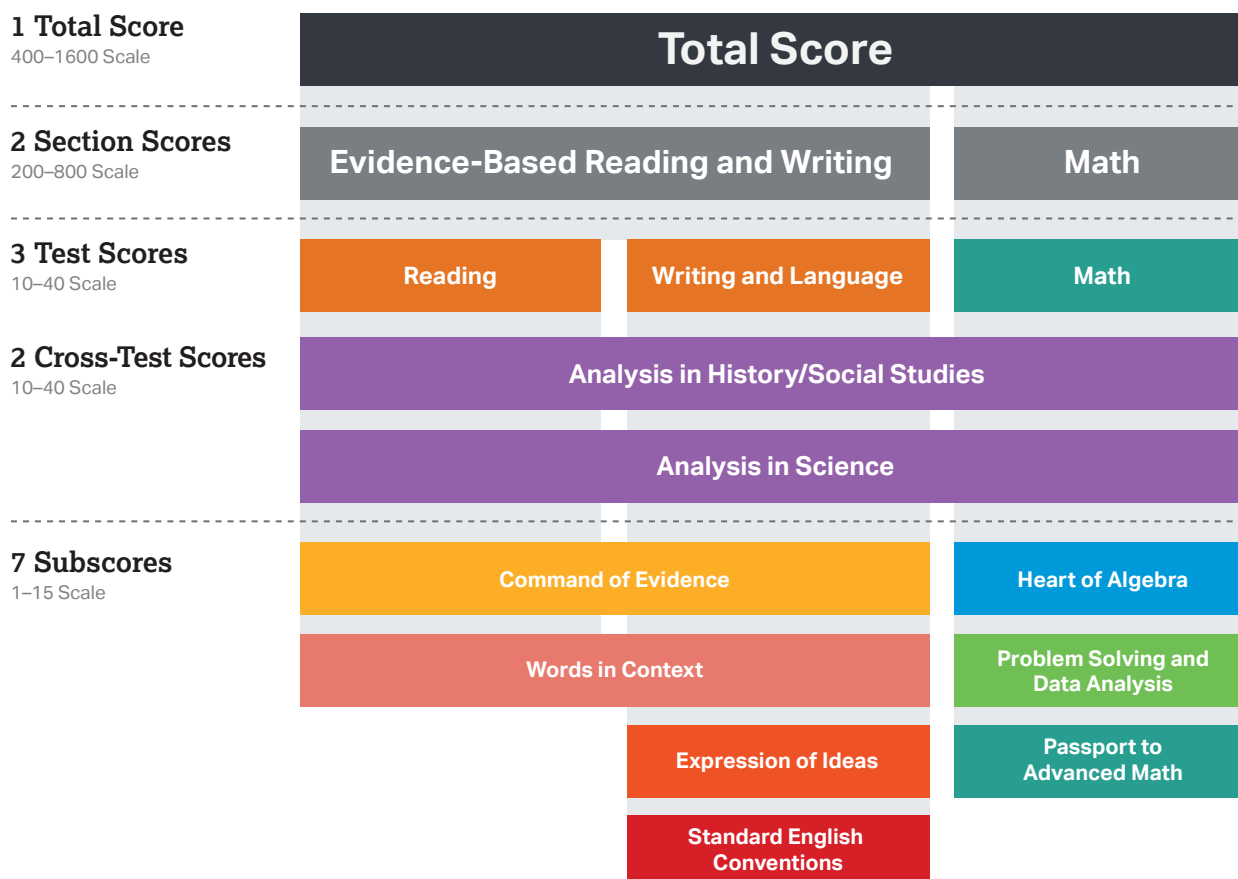 1 Total Score
400–1600 Scale
Total Score
2 Section Scores
200–800 Scale
Evidence-Based Reading and Writing
Math
3 Test Scores
10–40 Scale
Reading
Writing and Language
Math
2 Cross-Test Scores
10–40 Scale
Analysis in History/Social Studies
Analysis in Science
7 Subscores
1–15 Scale
Command of Evidence
Heart of Algebra
Words in Context
Problem Solving and
Data Analysis
Expression of Ideas
Passport to
Advanced Math
Standard English
Conventions